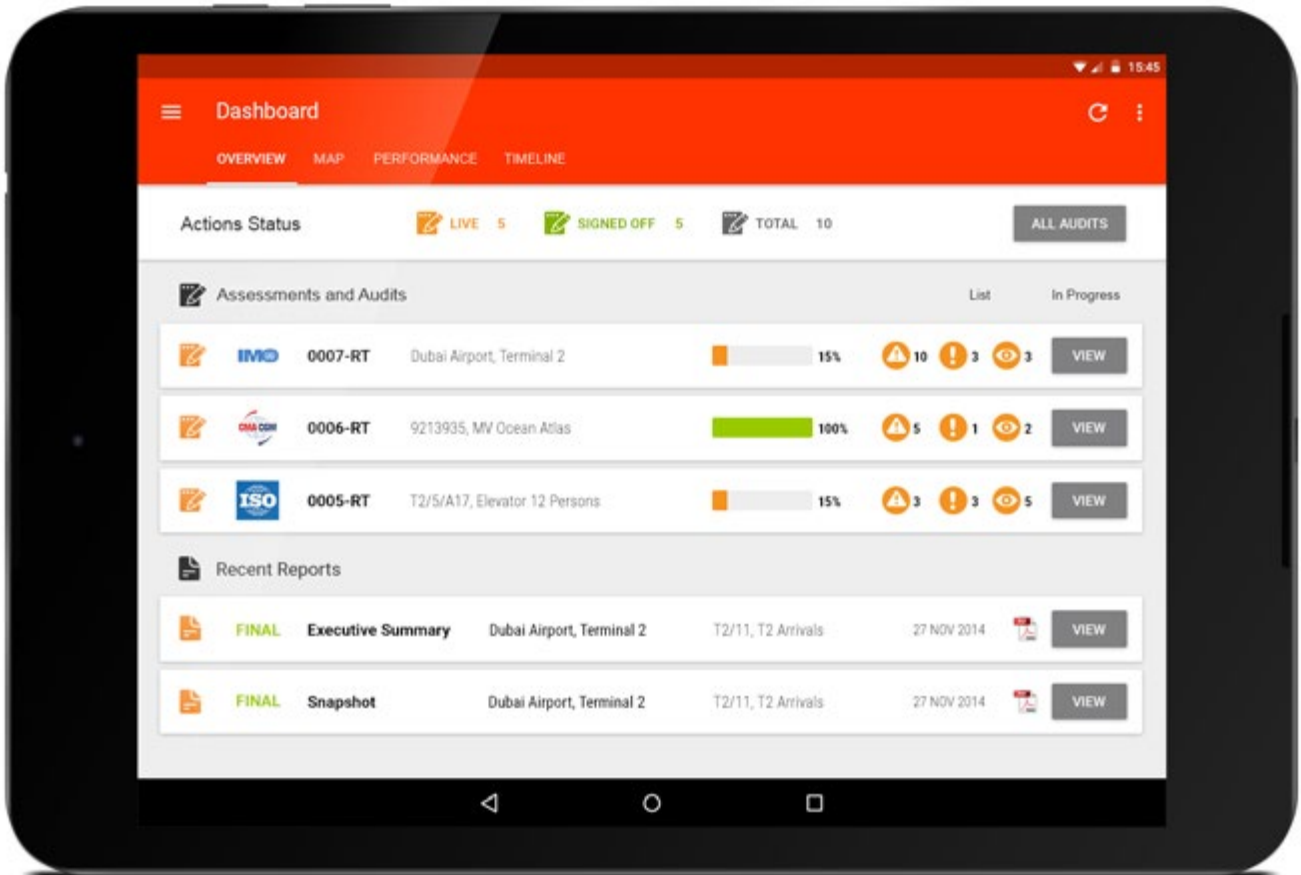 15:45
Dashboard
OVERVIEW MAP PERFORMANCE TIMELINE
Actions Status LIVE 5 SIGNED OFF 5 TOTAL 10 ALL AUDITS
Assessments and Audits List In Progress
IMO 0007-RT Dubai Airport, Terminal 2 15% 10 3 3 VIEW
CMA CGM 0006-RT 9213935, MV Ocean Atlas 100% 5 1 2 VIEW
ISO 0005-RT T2/5/A17, Elevator 12 Persons 15% 3 3 5 VIEW
Recent Reports
FINAL Executive Summary Dubai Airport, Terminal 2 T2/11, T2 Arrivals 27 NOV 2014 VIEW
FINAL Snapshot Dubai Airport, Terminal 2 T2/11, T2 Arrivals 27 NOV 2014 VIEW